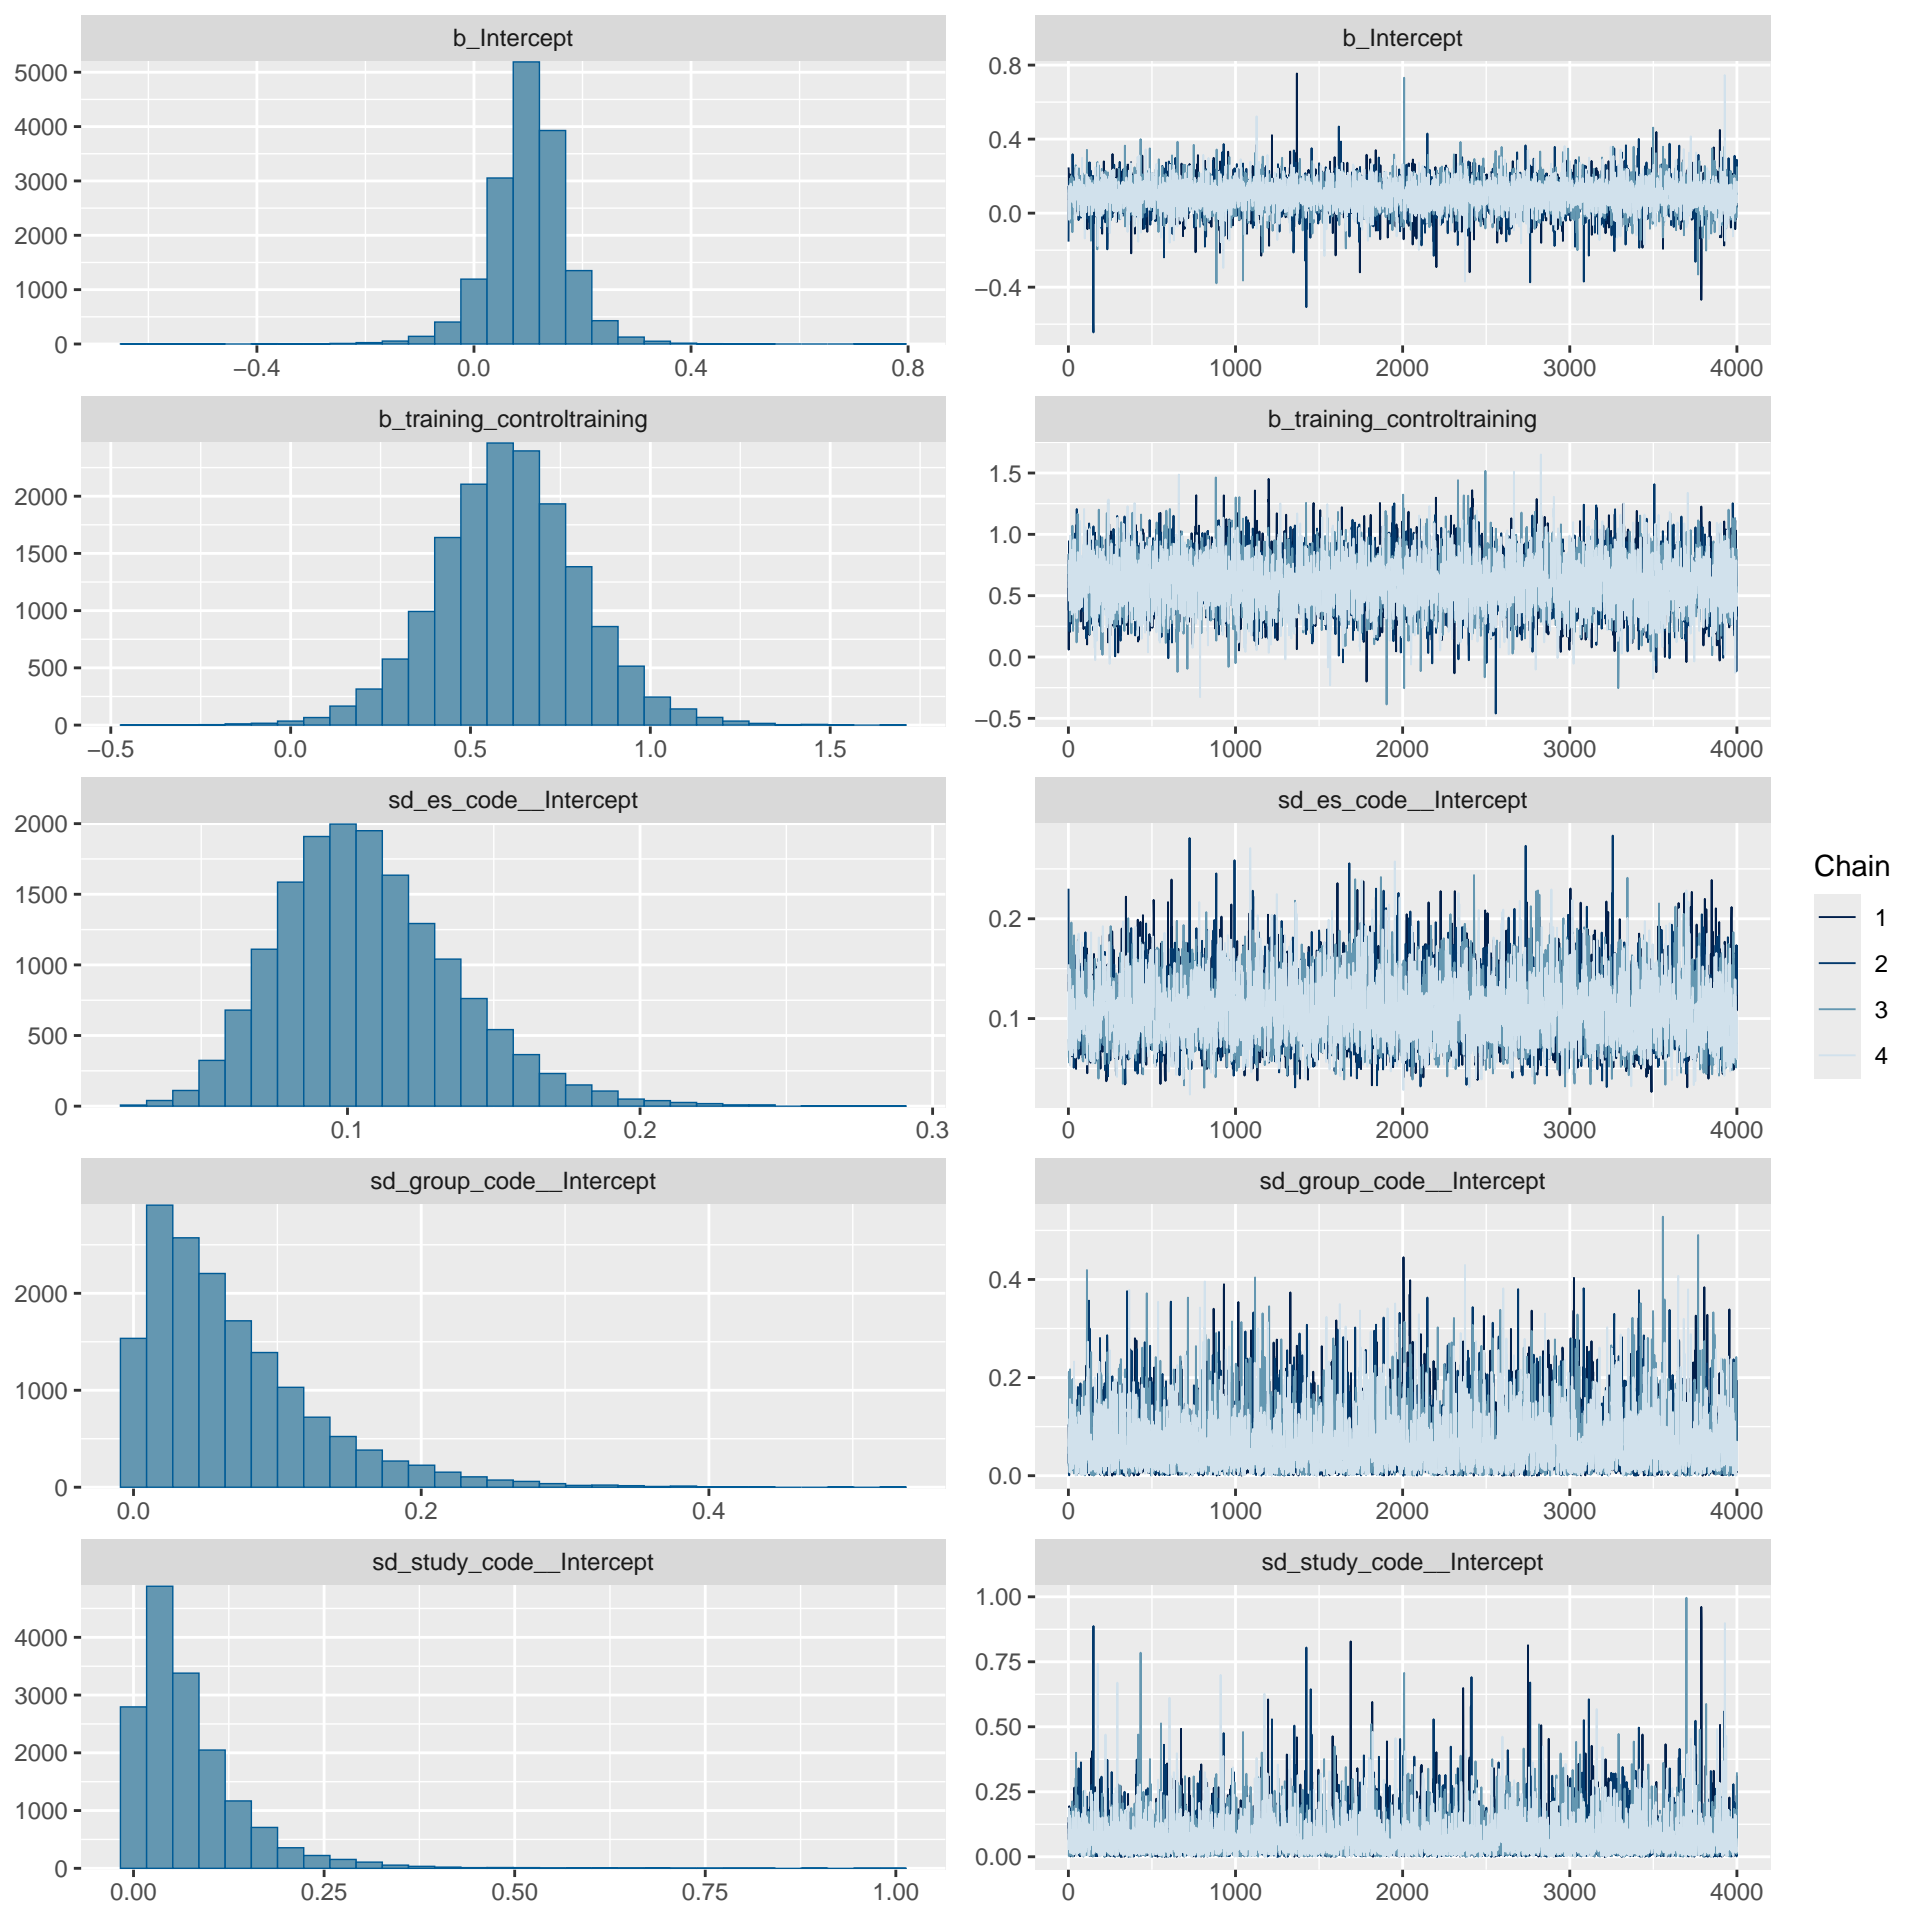 b_Intercept
5000
4000
3000
2000
1000
0
−0.4 0.0 0.4 0.8
b_Intercept
0.8
0.4
0.0
−0.4
0 1000 2000 3000 4000
b_training_controltraining
2000
1500
1000
500
0
−0.5 0.0 0.5 1.0 1.5
b_training_controltraining
1.5
1.0
0.5
0.0
−0.5
0 1000 2000 3000 4000
sd_es_code__Intercept
2000
1500
1000
500
0
0.1 0.2 0.3
sd_es_code__Intercept
0.2
0.1
0 1000 2000 3000 4000
sd_group_code__Intercept
2000
1000
0
0.0 0.2 0.4
sd_group_code__Intercept
0.4
0.2
0.0
0 1000 2000 3000 4000
sd_study_code__Intercept
4000
3000
2000
1000
0
0.00 0.25 0.50 0.75 1.00
sd_study_code__Intercept
1.00
0.75
0.50
0.25
0.00
0 1000 2000 3000 4000
Chain
1
2
3
4